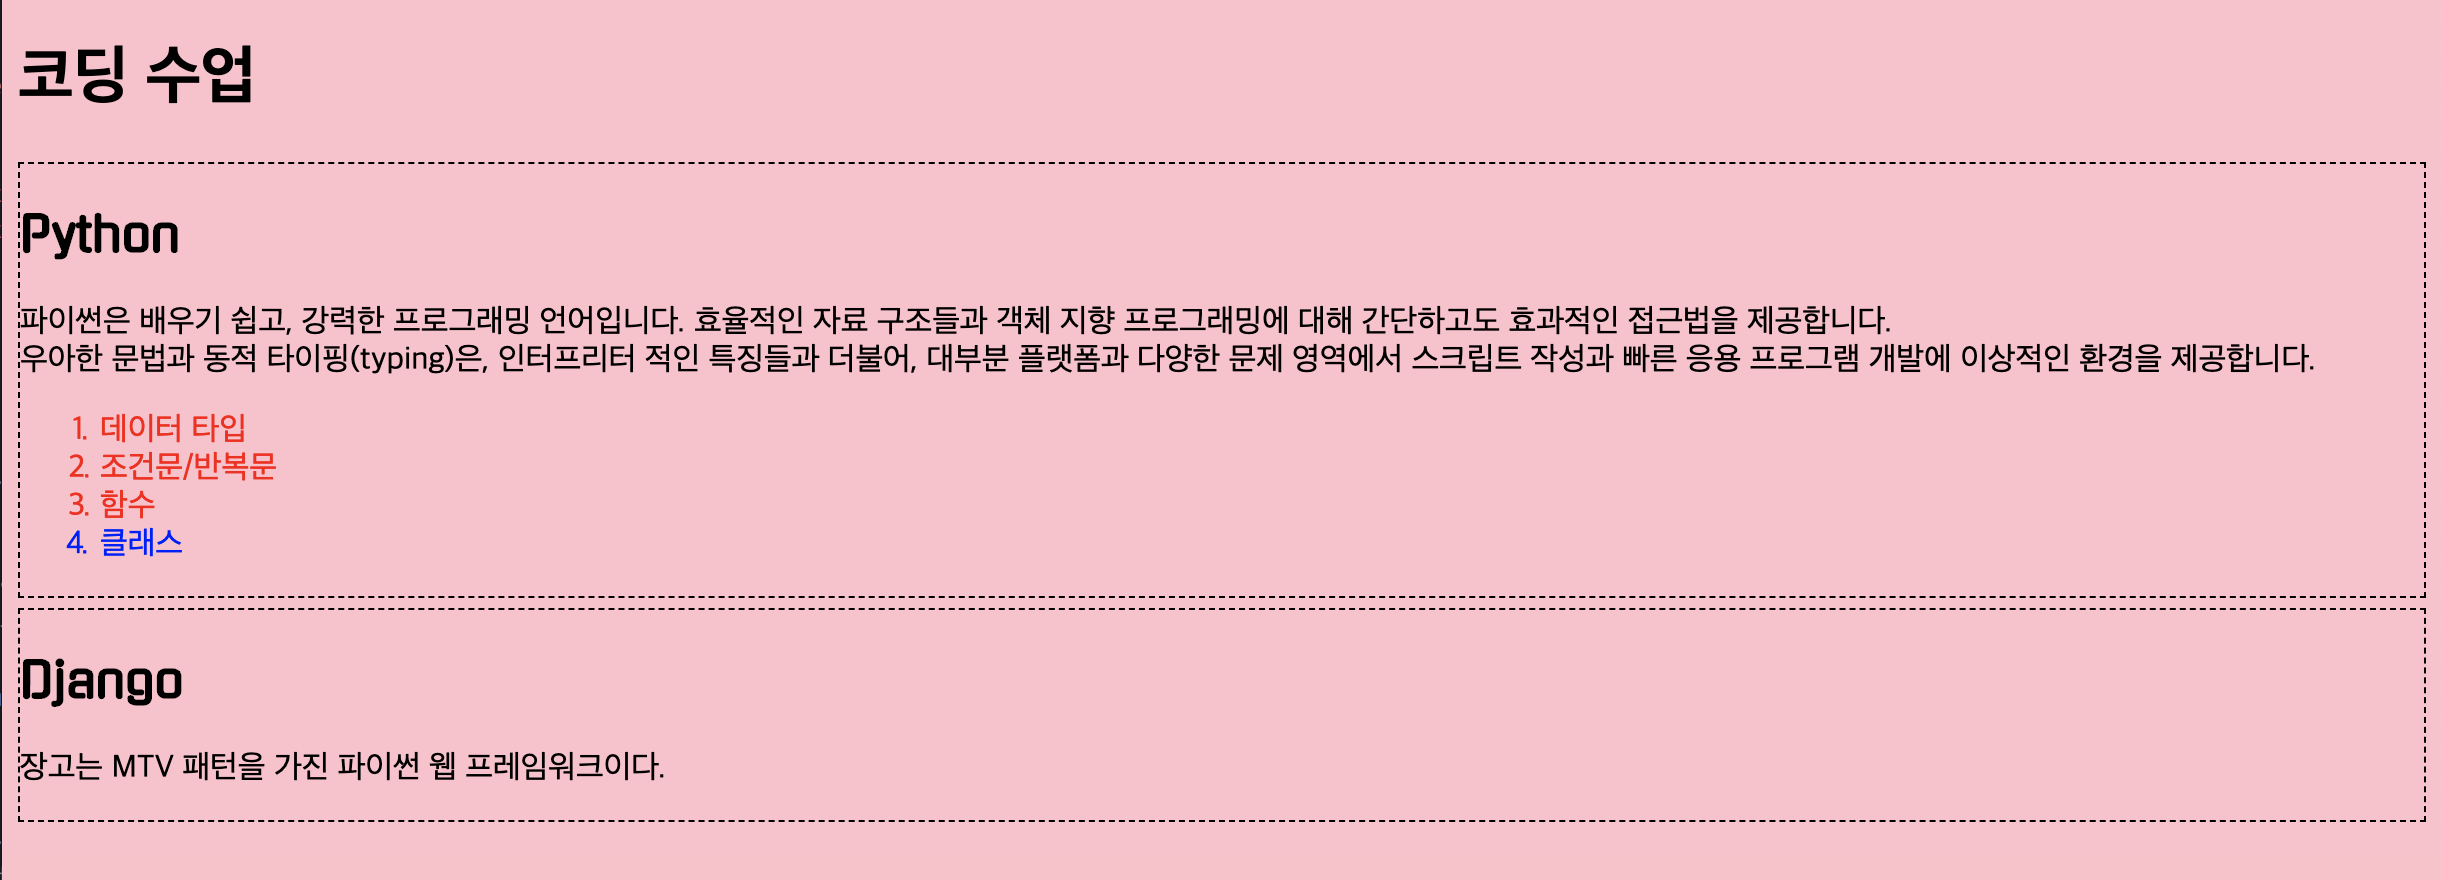 코딩 수업
Python
파이썬은 배우기 쉽고, 강력한 프로그래밍 언어입니다. 효율적인 자료 구조들과 객체 지향 프로그래밍에 대해 간단하고도 효과적인 접근법을 제공합니다.
우아한 문법과 동적 타이핑(typing)은, 인터프리터 적인 특징들과 더불어, 대부분 플랫폼과 다양한 문제 영역에서 스크립트 작성과 빠른 응용 프로그램 개발에 이상적인 환경을 제공합니다.
1. 데이터 타입
2. 조건문/반복문
3. 함수
4. 클래스
Django
장고는 MTV 패턴을 가진 파이썬 웹 프레임워크이다.